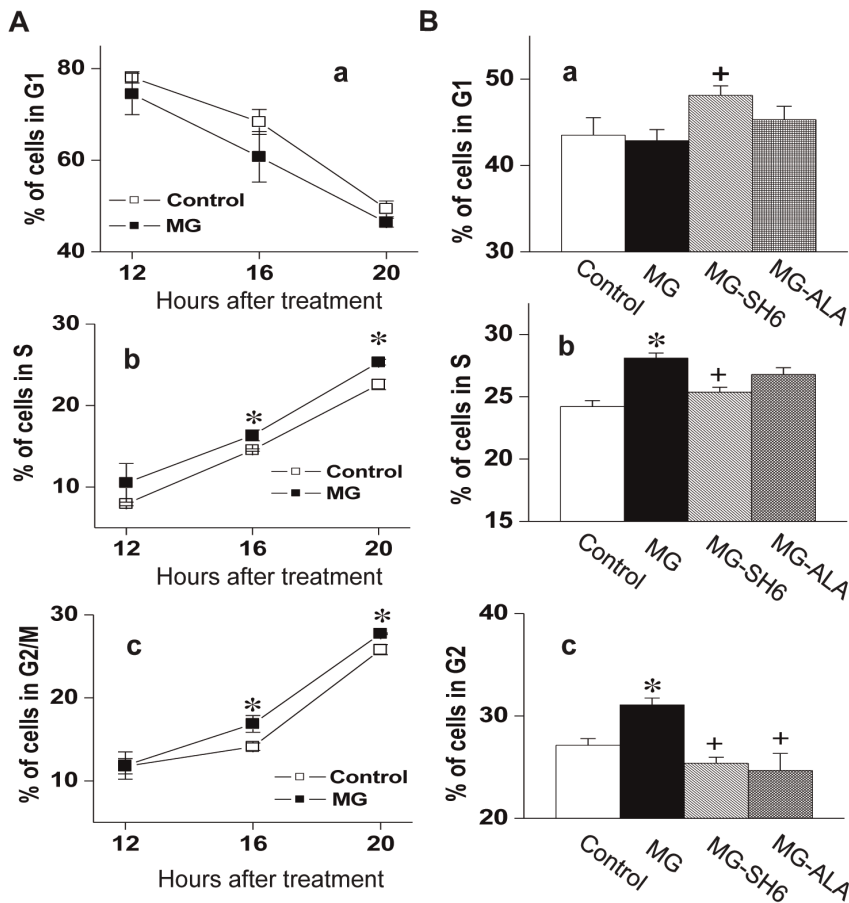 A
% of cells in G1
80
60
40
a
Control
MG
12 16 20
Hours after treatment
% of cells in S
30
20
10
b
*
*
Control
MG
12 16 20
Hours after treatment
% of cells in G2/M
30
20
10
c
*
*
Control
MG
12 16 20
Hours after treatment
B
% of cells in G1
50
40
30
a
+
Control
MG
MG-SH6
MG-ALA
% of cells in S
30
25
20
15
b
*
+
Control
MG
MG-SH6
MG-ALA
% of cells in G2
40
30
20
c
*
+
+
Control
MG
MG-SH6
MG-ALA